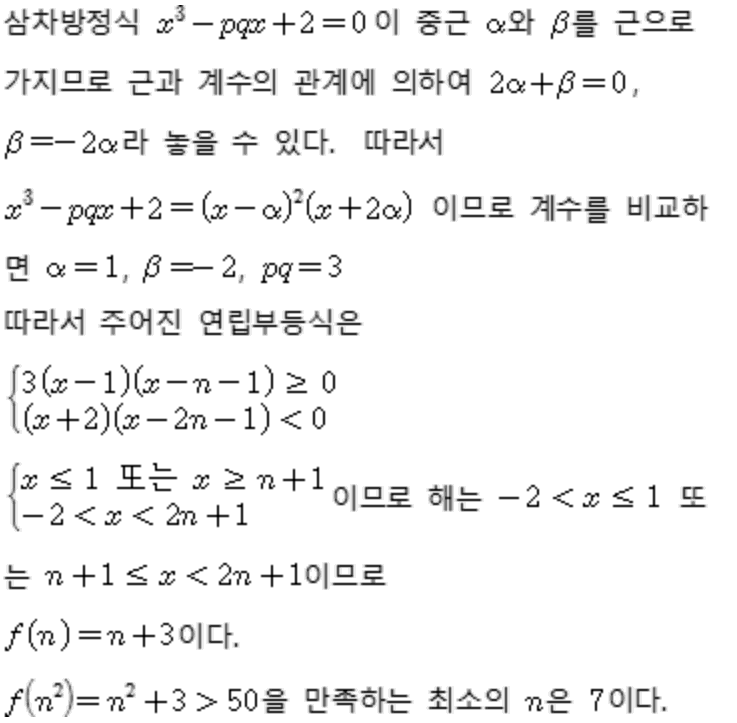 삼차방정식 x³−pqx+2=0이 중근 α와 β를 근으로
가지므로 근과 계수의 관계에 의하여 2α+β=0,
β=−2α라 놓을 수 있다. 따라서
x³−pqx+2=(x−α)²(x+2α) 이므로 계수를 비교하
면 α=1, β=−2, pq=3
따라서 주어진 연립부등식은
{3(x−1)(x−n−1) ≥ 0
(x+2)(x−2n−1) < 0
{x ≤ 1 또는 x ≥ n+1
−2 < x < 2n+1 이므로 해는 −2 < x ≤ 1 또
는 n+1 ≤ x < 2n+1이므로
f(n)=n+3이다.
f(n²)=n²+3 > 50을 만족하는 최소의 n은 7이다.